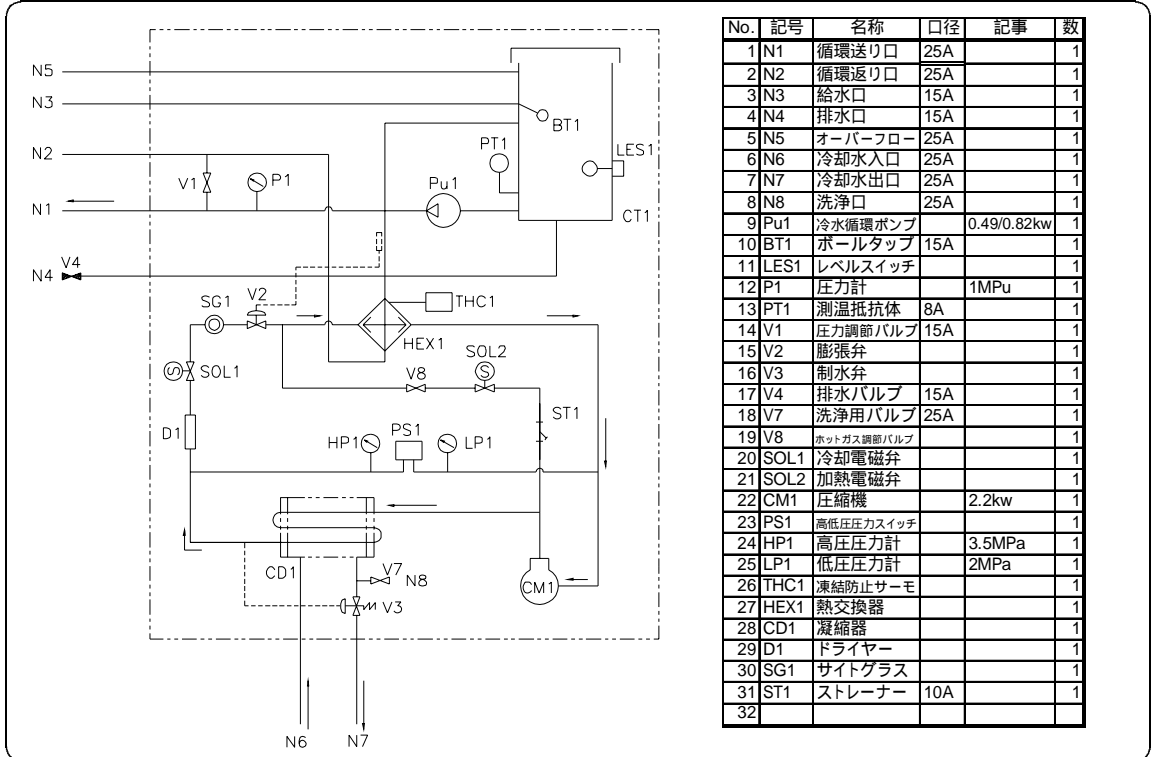 N5
N3
N2
N1
N4
V4
V1
P1
Pu1
PT1
BT1
LES1
CT1
SG1
V2
THC1
HEX1
SOL1
SOL2
V8
ST1
D1
HP1
PS1
LP1
CD1
V7
N8
V3
CM1
N6
N7
No. 記号 名称 口径 記事 数
1 N1 循環送り口 25A 1
2 N2 循環返り口 25A 1
3 N3 給水口 15A 1
4 N4 排水口 15A 1
5 N5 オーバーフロー 25A 1
6 N6 冷却水入口 25A 1
7 N7 冷却水出口 25A 1
8 N8 洗浄口 25A 1
9 Pu1 冷水循環ポンプ 0.49/0.82kw 1
10 BT1 ボールタップ 15A 1
11 LES1 レベルスイッチ 1
12 P1 圧力計 1MPu 1
13 PT1 測温抵抗体 8A 1
14 V1 圧力調節バルブ 15A 1
15 V2 膨張弁 1
16 V3 制水弁 1
17 V4 排水バルブ 15A 1
18 V7 洗浄用バルブ 25A 1
19 V8 ホットガス調節バルブ 1
20 SOL1 冷却電磁弁 1
21 SOL2 加熱電磁弁 1
22 CM1 圧縮機 2.2kw 1
23 PS1 高低圧圧力スイッチ 1
24 HP1 高圧圧力計 3.5MPa 1
25 LP1 低圧圧力計 2MPa 1
26 THC1 凍結防止サーモ 1
27 HEX1 熱交換器 1
28 CD1 凝縮器 1
29 D1 ドライヤー 1
30 SG1 サイトグラス 1
31 ST1 ストレーナー 10A 1
32